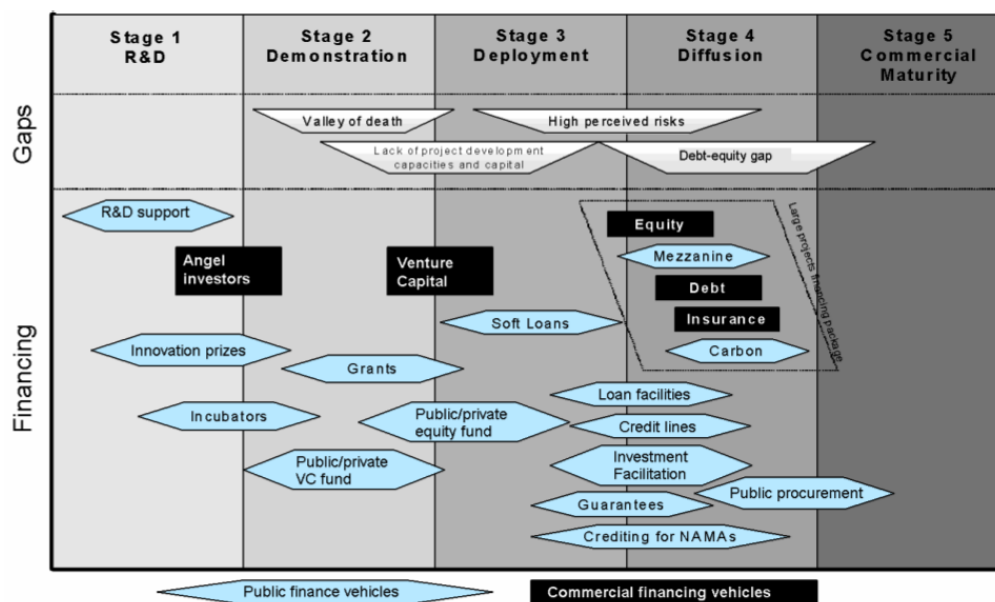 Stage 1
R&D
Stage 2
Demonstration
Stage 3
Deployment
Stage 4
Diffusion
Stage 5
Commercial
Maturity
Gaps
Valley of death
High perceived risks
Lack of project development
capacities and capital
Debt-equity gap
Financing
R&D support
Angel
investors
Venture
Capital
Equity
Mezzanine
Debt
Insurance
Carbon
Large projects financing package
Soft Loans
Innovation prizes
Grants
Loan facilities
Incubators
Public/private
equity fund
Credit lines
Public/private
VC fund
Investment
Facilitation
Public procurement
Guarantees
Crediting for NAMAs
Public finance vehicles
Commercial financing vehicles